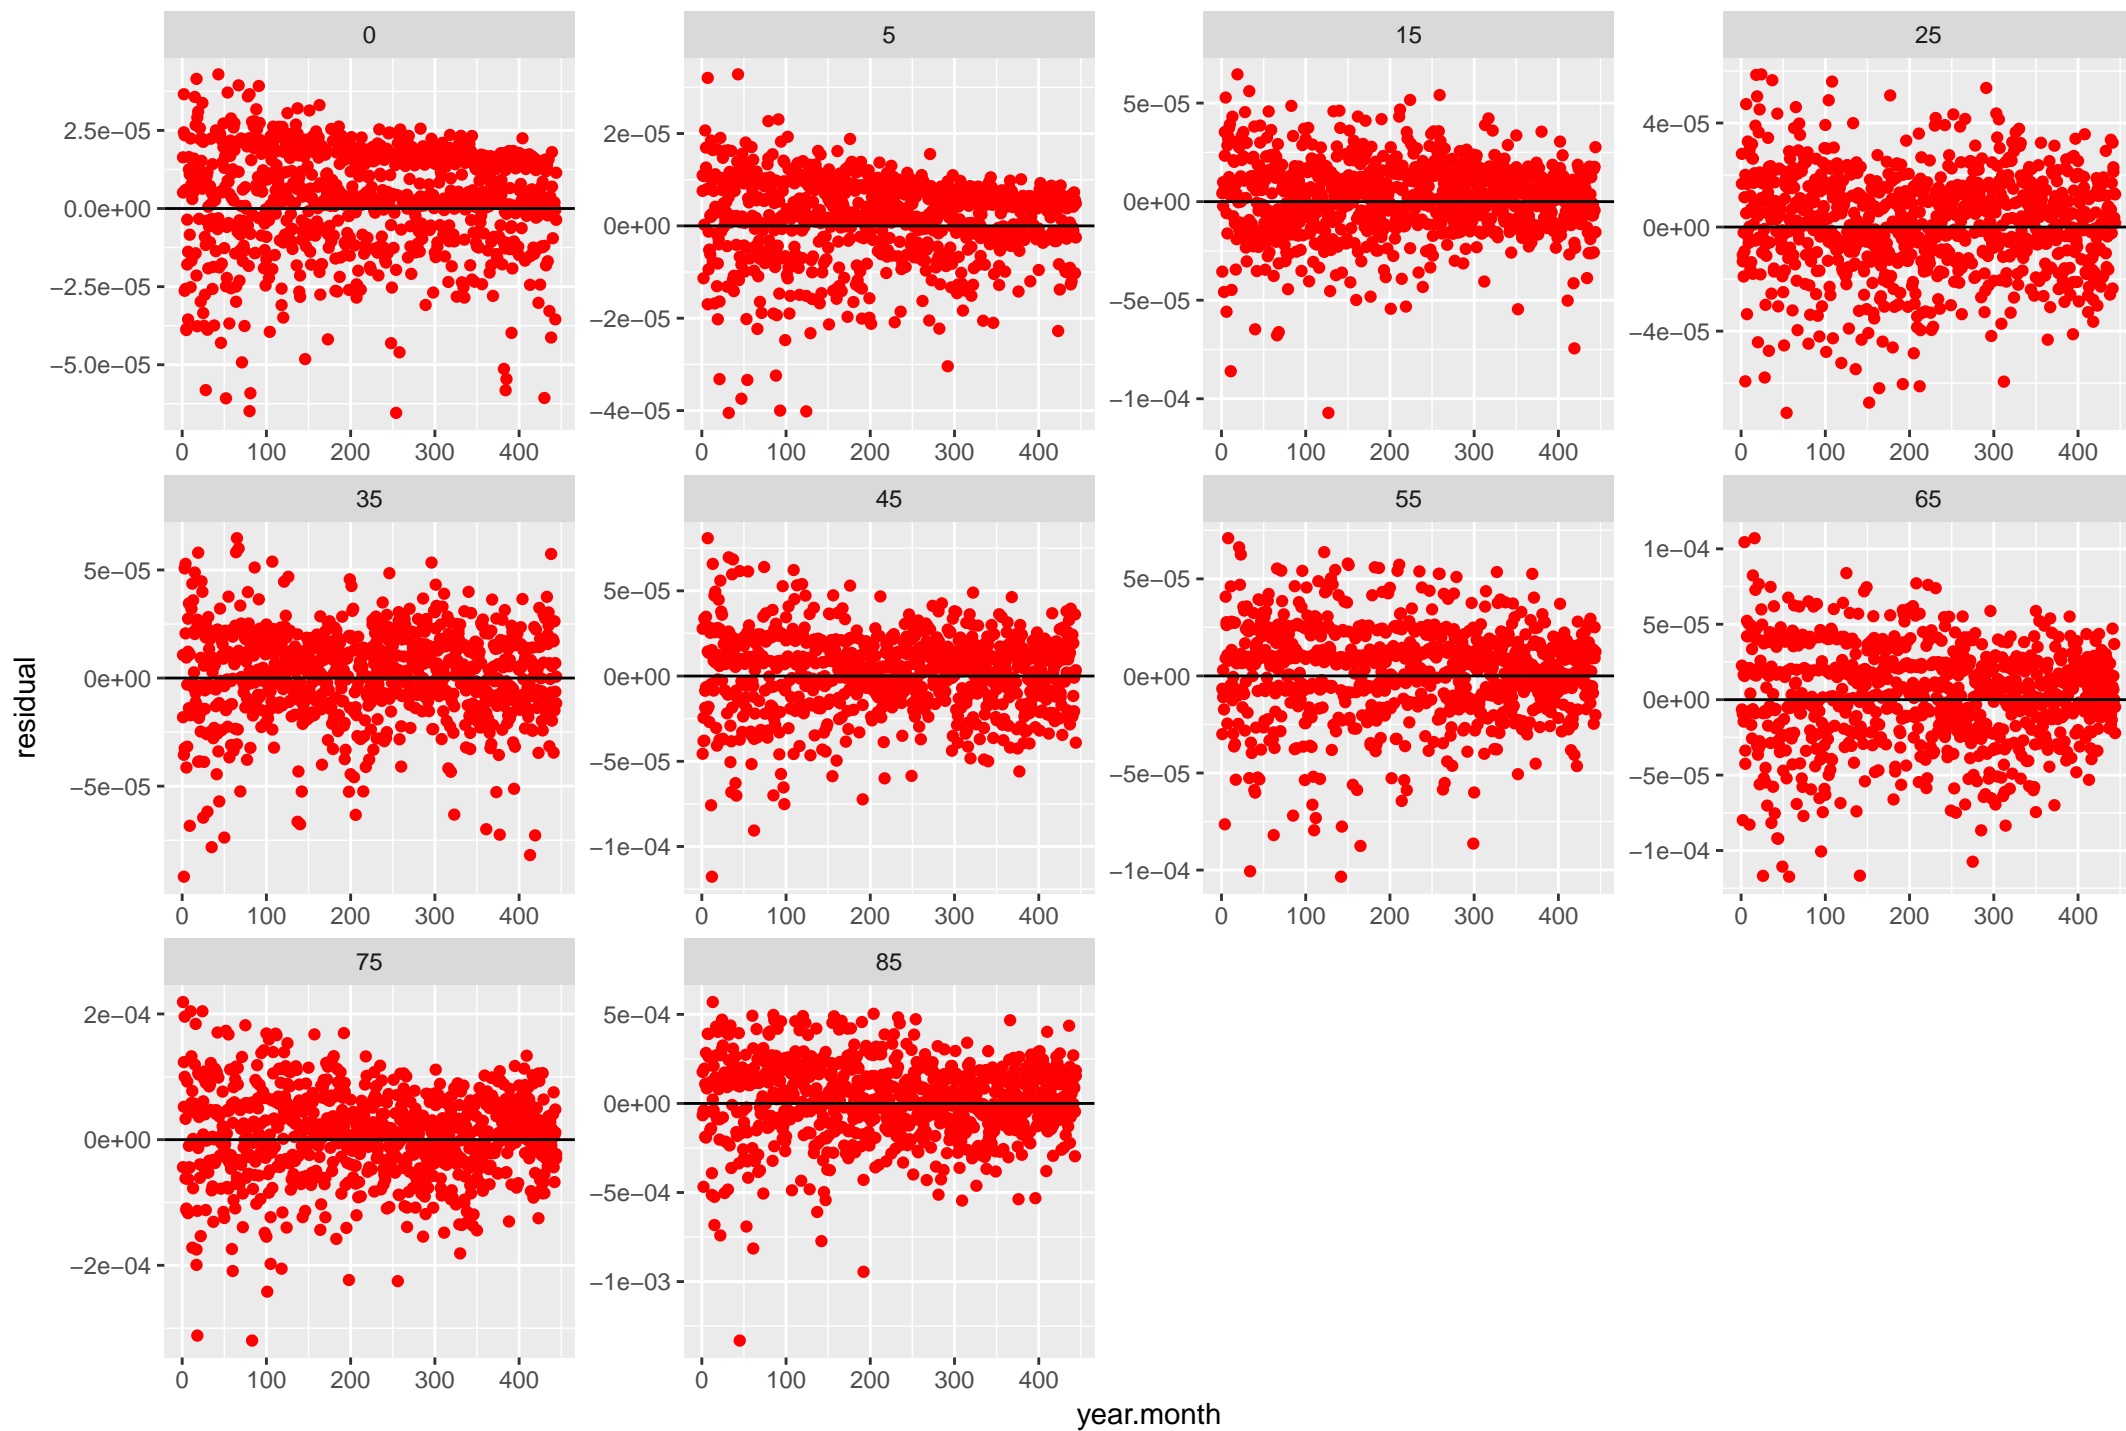 0 5 15 25
2.5e−05
0.0e+00
−2.5e−05
−5.0e−05
2e−05
0e+00
−2e−05
−4e−05
5e−05
0e+00
−5e−05
−1e−04
4e−05
0e+00
−4e−05
0 100 200 300 400 0 100 200 300 400 0 100 200 300 400 0 100 200 300 400
35 45 55 65
5e−05
0e+00
−5e−05
5e−05
0e+00
−5e−05
−1e−04
5e−05
0e+00
−5e−05
−1e−04
1e−04
5e−05
0e+00
−5e−05
−1e−04
0 100 200 300 400 0 100 200 300 400 0 100 200 300 400 0 100 200 300 400
75 85
2e−04
0e+00
−2e−04
5e−04
0e+00
−5e−04
−1e−03
0 100 200 300 400 0 100 200 300 400
residual
year.month